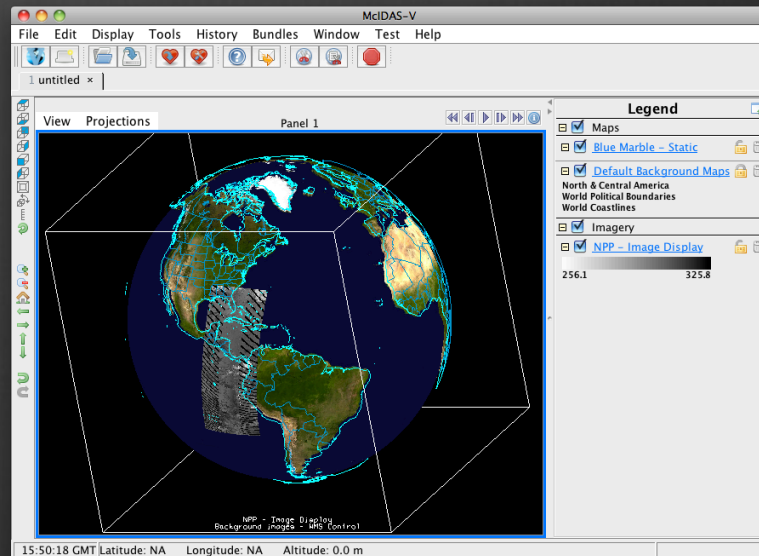 McIDAS-V
File Edit Display Tools History Bundles Window Test Help
1 untitled ×
View Projections
Panel 1
Legend
Maps
Blue Marble - Static
Default Background Maps
North & Central America
World Political Boundaries
World Coastlines
Imagery
NPP - Image Display
256.1 325.8
NPP - Image Display
Background images - WMS Control
15:50:18 GMT Latitude: NA Longitude: NA Altitude: 0.0 m